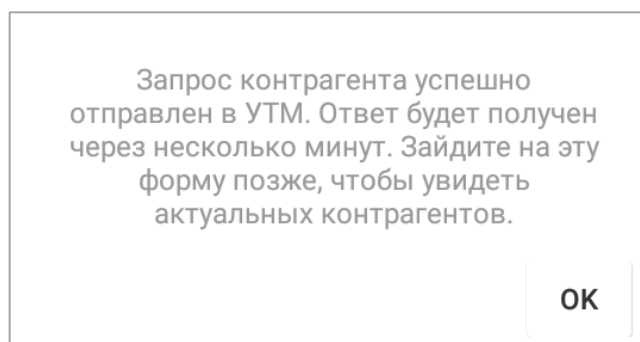 Запрос контрагента успешно
отправлен в УТМ. Ответ будет получен
через несколько минут. Зайдите на эту
форму позже, чтобы увидеть
актуальных контрагентов.
ОК